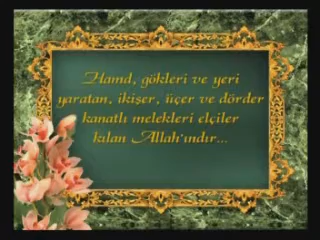 Hamd, gökleri ve yeri
yaratan, ikişer, üçer ve dörder
kanatlı melekleri elçiler
kılan Allah'ındır...